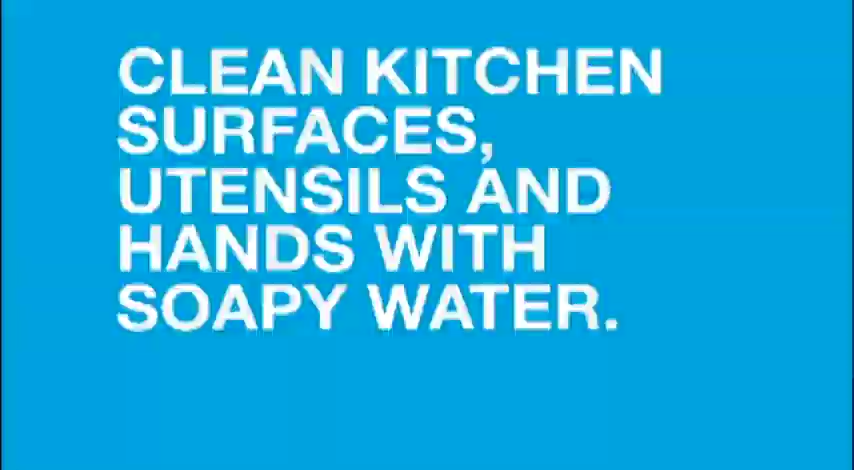 CLEAN KITCHEN
SURFACES,
UTENSILS AND
HANDS WITH
SOAPY WATER.